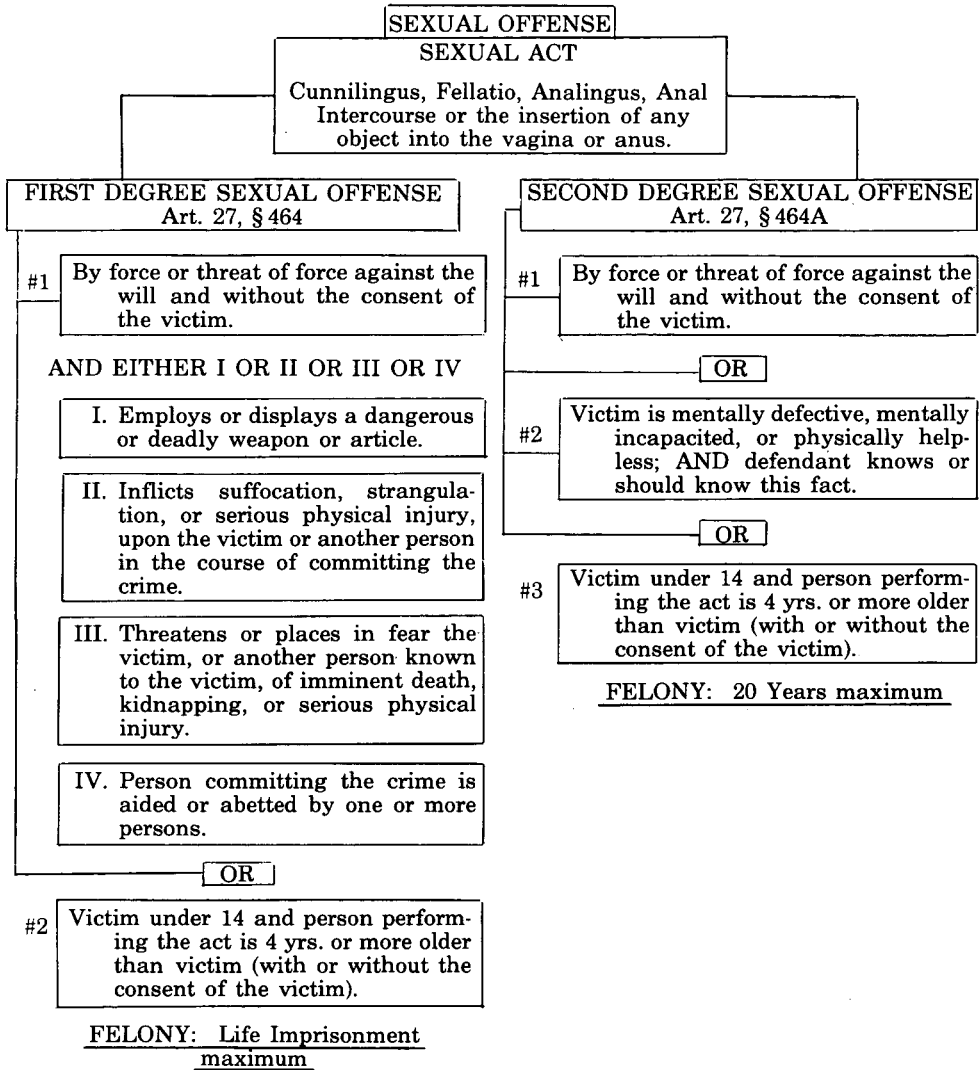 SEXUAL OFFENSE
SEXUAL ACT
Cunnilingus, Fellatio, Analingus, Anal
Intercourse or the insertion of any
object into the vagina or anus.
FIRST DEGREE SEXUAL OFFENSE
Art. 27, § 464
#1
By force or threat of force against the
will and without the consent of
the victim.
AND EITHER I OR II OR III OR IV
I. Employs or displays a dangerous
or deadly weapon or article.
II. Inflicts suffocation, strangula-
tion, or serious physical injury,
upon the victim or another person
in the course of committing the
crime.
III. Threatens or places in fear the
victim, or another person known
to the victim, of imminent death,
kidnapping, or serious physical
injury.
IV. Person committing the crime is
aided or abetted by one or more
persons.
OR
#2
Victim under 14 and person perform-
ing the act is 4 yrs. or more older
than victim (with or without the
consent of the victim).
FELONY: Life Imprisonment
maximum
SECOND DEGREE SEXUAL OFFENSE
Art. 27, § 464A
#1
By force or threat of force against the
will and without the consent of
the victim.
OR
#2
Victim is mentally defective, mentally
incapacited, or physically help-
less; AND defendant knows or
should know this fact.
OR
#3
Victim under 14 and person perform-
ing the act is 4 yrs. or more older
than victim (with or without the
consent of the victim).
FELONY: 20 Years maximum